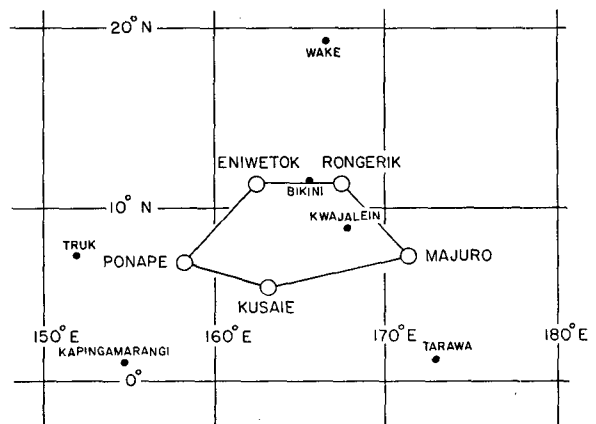 20° N
WAKE
ENIWETOK RONGERIK
BIKINI
10° N
KWAJALEIN
TRUK
PONAPE
MAJURO
KUSAIE
150°E 160°E 170°E 180°E
KAPINGAMARANGI
TARAWA
0°